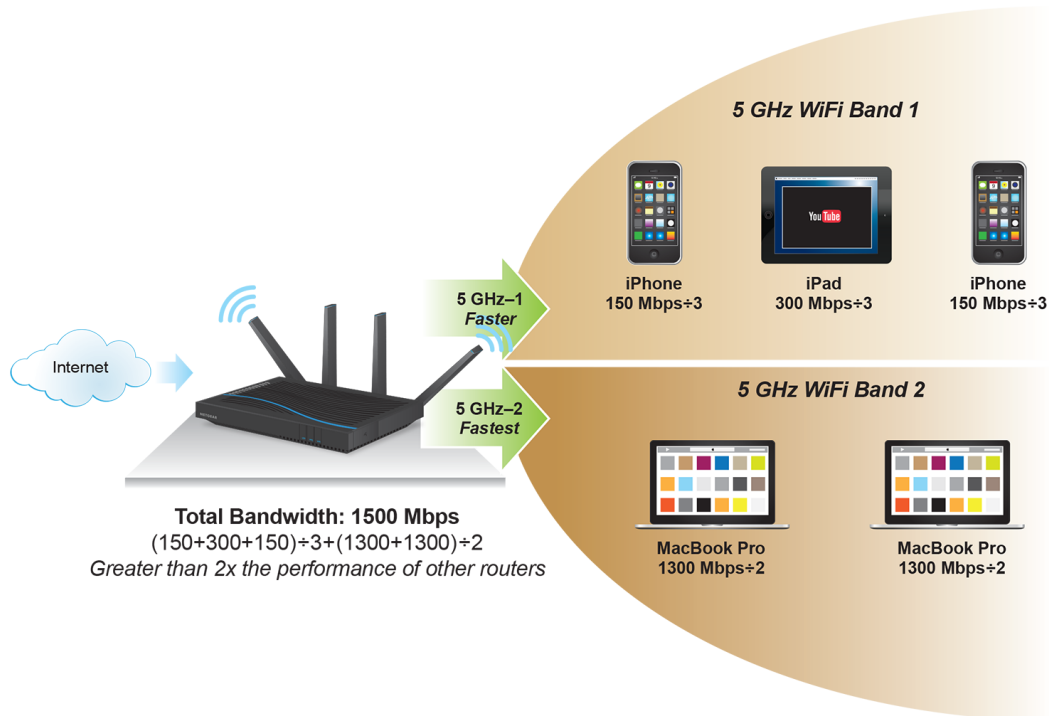 5 GHz WiFi Band 1
YouTube
iPhone
150 Mbps÷3
iPad
300 Mbps÷3
iPhone
150 Mbps÷3
5 GHz–1
Faster
Internet
5 GHz–2
Fastest
NETGEAR
5 GHz WiFi Band 2
MacBook Pro
1300 Mbps÷2
MacBook Pro
1300 Mbps÷2
Total Bandwidth: 1500 Mbps
(150+300+150)÷3+(1300+1300)÷2
Greater than 2x the performance of other routers